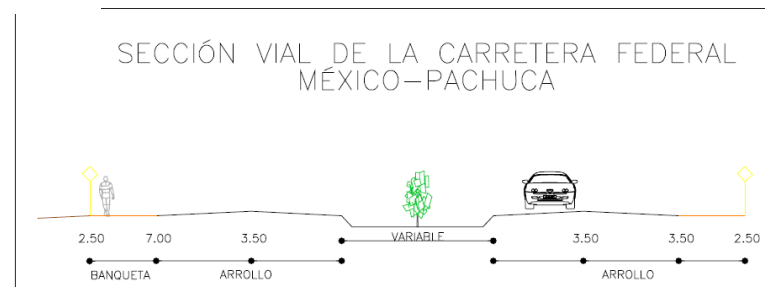 SECCIÓN VIAL DE LA CARRETERA FEDERAL
MÉXICO-PACHUCA
2.50 7.00 3.50 VARIABLE 3.50 3.50 2.50
BANQUETA ARROLLO ARROLLO